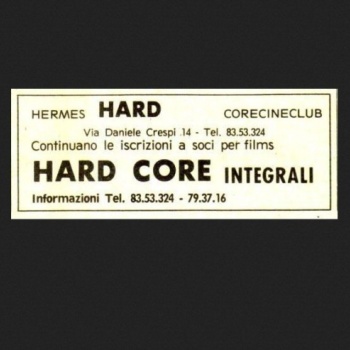 HERMES HARD CORECINECLUB
Via Daniele Crespi 14 - Tel. 83.53.324
Continuano le iscrizioni a soci per films
HARD CORE INTEGRALI
Informazioni Tel. 83.53.324 - 79.37.16